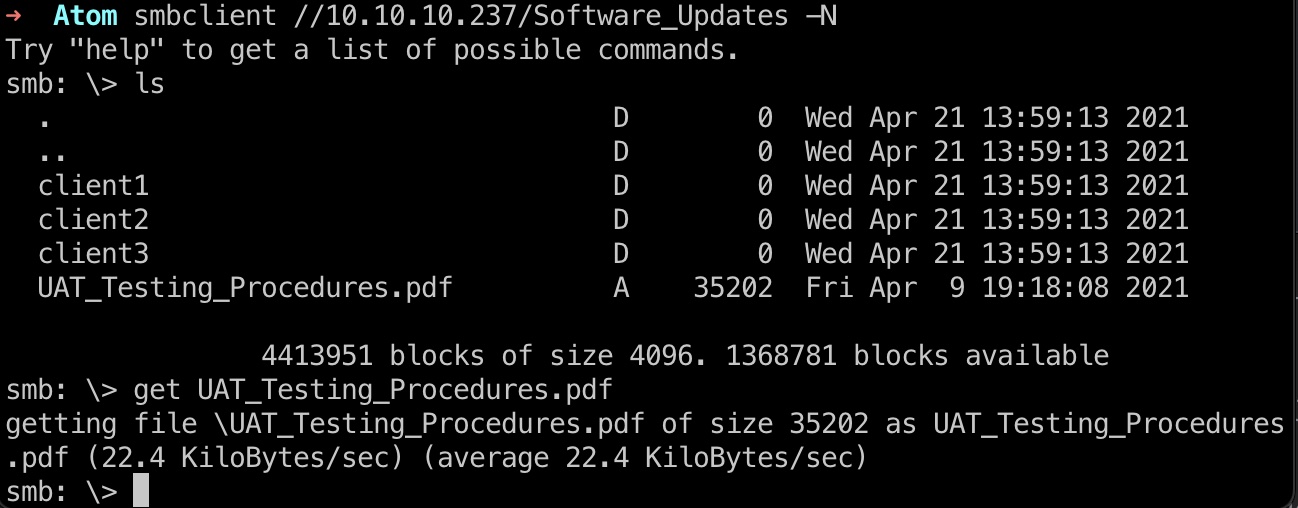 → Atom smbclient //10.10.10.237/Software_Updates -N
Try "help" to get a list of possible commands.
smb: \> ls
. D 0 Wed Apr 21 13:59:13 2021
.. D 0 Wed Apr 21 13:59:13 2021
client1 D 0 Wed Apr 21 13:59:13 2021
client2 D 0 Wed Apr 21 13:59:13 2021
client3 D 0 Wed Apr 21 13:59:13 2021
UAT_Testing_Procedures.pdf A 35202 Fri Apr 9 19:18:08 2021
4413951 blocks of size 4096. 1368781 blocks available
smb: \> get UAT_Testing_Procedures.pdf
getting file \UAT_Testing_Procedures.pdf of size 35202 as UAT_Testing_Procedures
.pdf (22.4 KiloBytes/sec) (average 22.4 KiloBytes/sec)
smb: \>